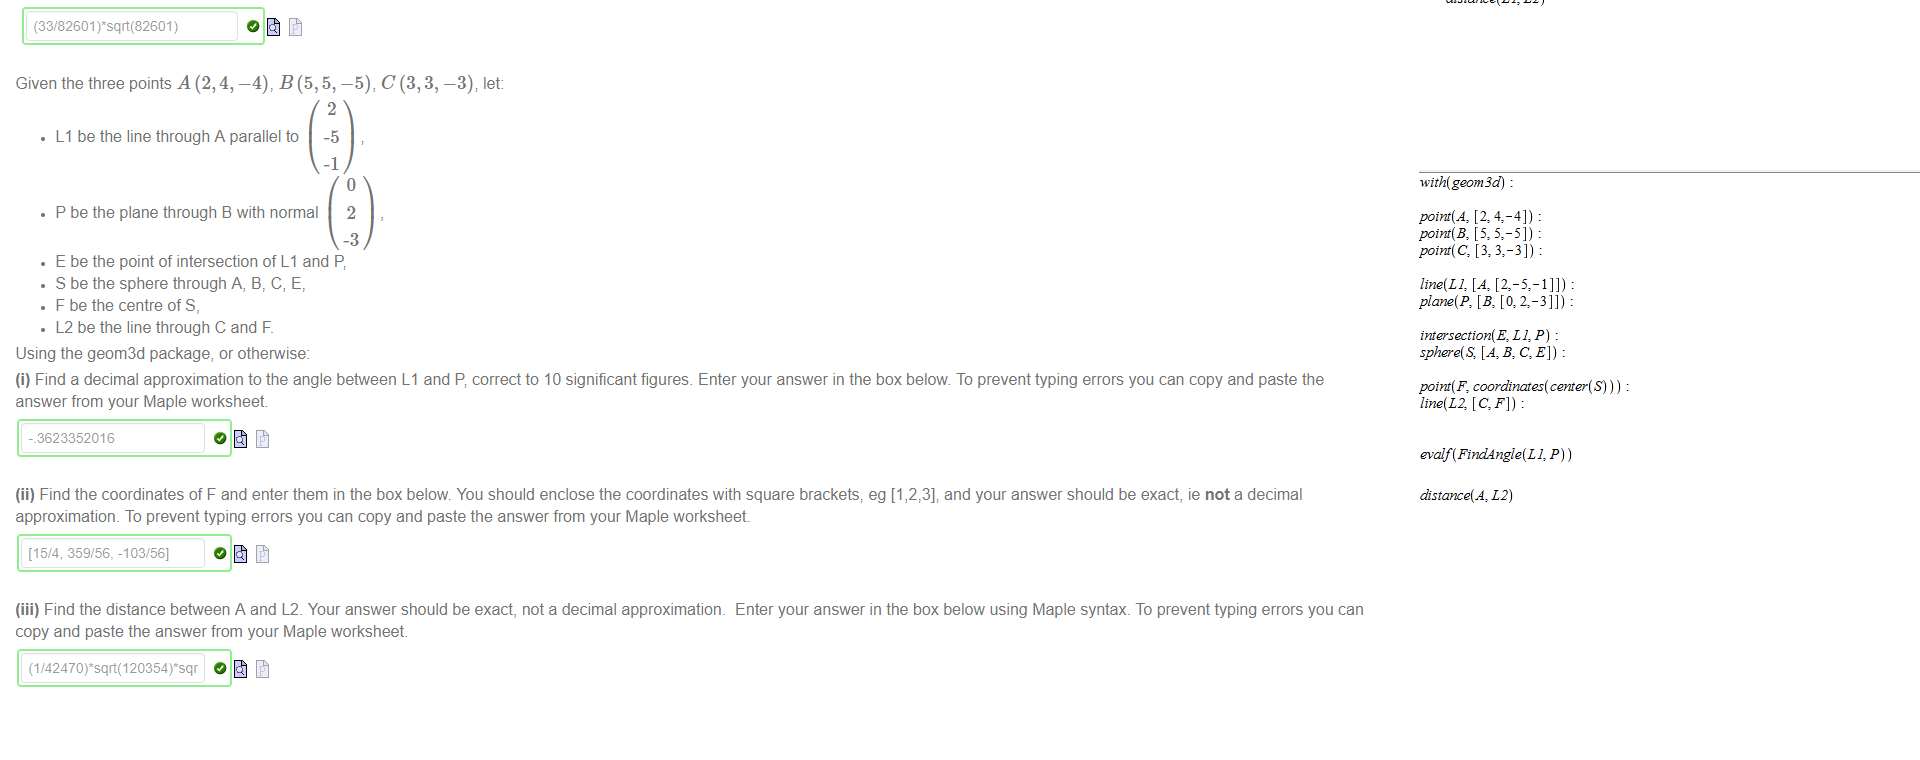 (33/82601)*sqrt(82601)
Given the three points A (2, 4, −4), B (5, 5, −5), C (3, 3, −3), let:
• L1 be the line through A parallel to (2 -5 -1),
• P be the plane through B with normal (0 2 -3),
• E be the point of intersection of L1 and P,
• S be the sphere through A, B, C, E,
• F be the centre of S,
• L2 be the line through C and F.
Using the geom3d package, or otherwise:
(i) Find a decimal approximation to the angle between L1 and P, correct to 10 significant figures. Enter your answer in the box below. To prevent typing errors you can copy and paste the
answer from your Maple worksheet.
-.3623352016
(ii) Find the coordinates of F and enter them in the box below. You should enclose the coordinates with square brackets, eg [1,2,3], and your answer should be exact, ie not a decimal
approximation. To prevent typing errors you can copy and paste the answer from your Maple worksheet.
[15/4, 359/56, -103/56]
(iii) Find the distance between A and L2. Your answer should be exact, not a decimal approximation. Enter your answer in the box below using Maple syntax. To prevent typing errors you can
copy and paste the answer from your Maple worksheet.
(1/42470)*sqrt(120354)*sqr
with(geom3d) :
point(A, [2, 4,−4]) :
point(B, [5, 5,−5]) :
point(C, [3, 3,−3]) :
line(L1, [A, [2,−5,−1]]) :
plane(P, [B, [0, 2,−3]]) :
intersection(E, L1, P) :
sphere(S, [A, B, C, E]) :
point(F, coordinates(center(S))) :
line(L2, [C, F]) :
evalf(FindAngle(L1, P))
distance(A, L2)